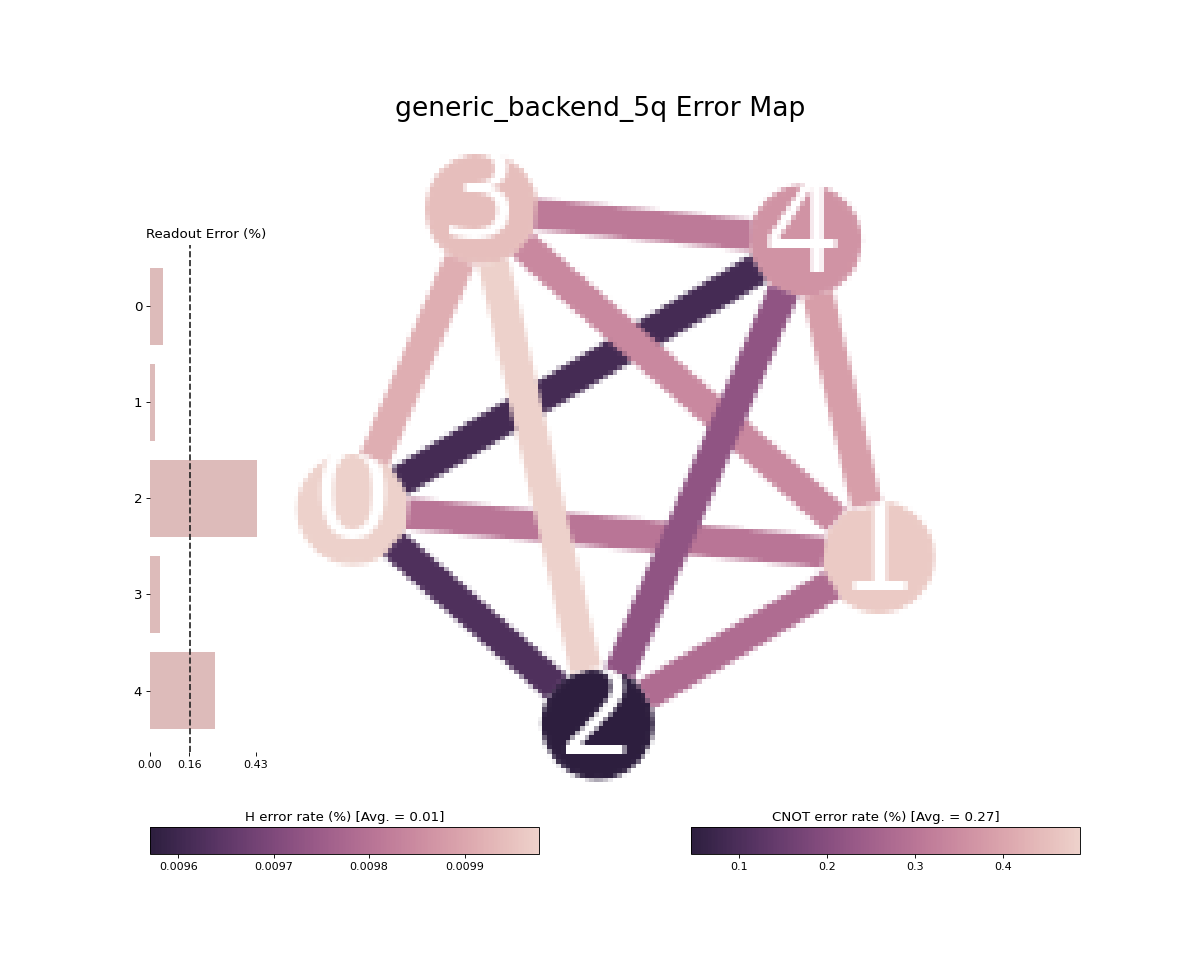 generic_backend_5q Error Map
3
4
Readout Error (%)
0
1
2
3
4
0
1
2
0.00 0.16 0.43
H error rate (%) [Avg. = 0.01]
0.0096 0.0097 0.0098 0.0099
CNOT error rate (%) [Avg. = 0.27]
0.1 0.2 0.3 0.4